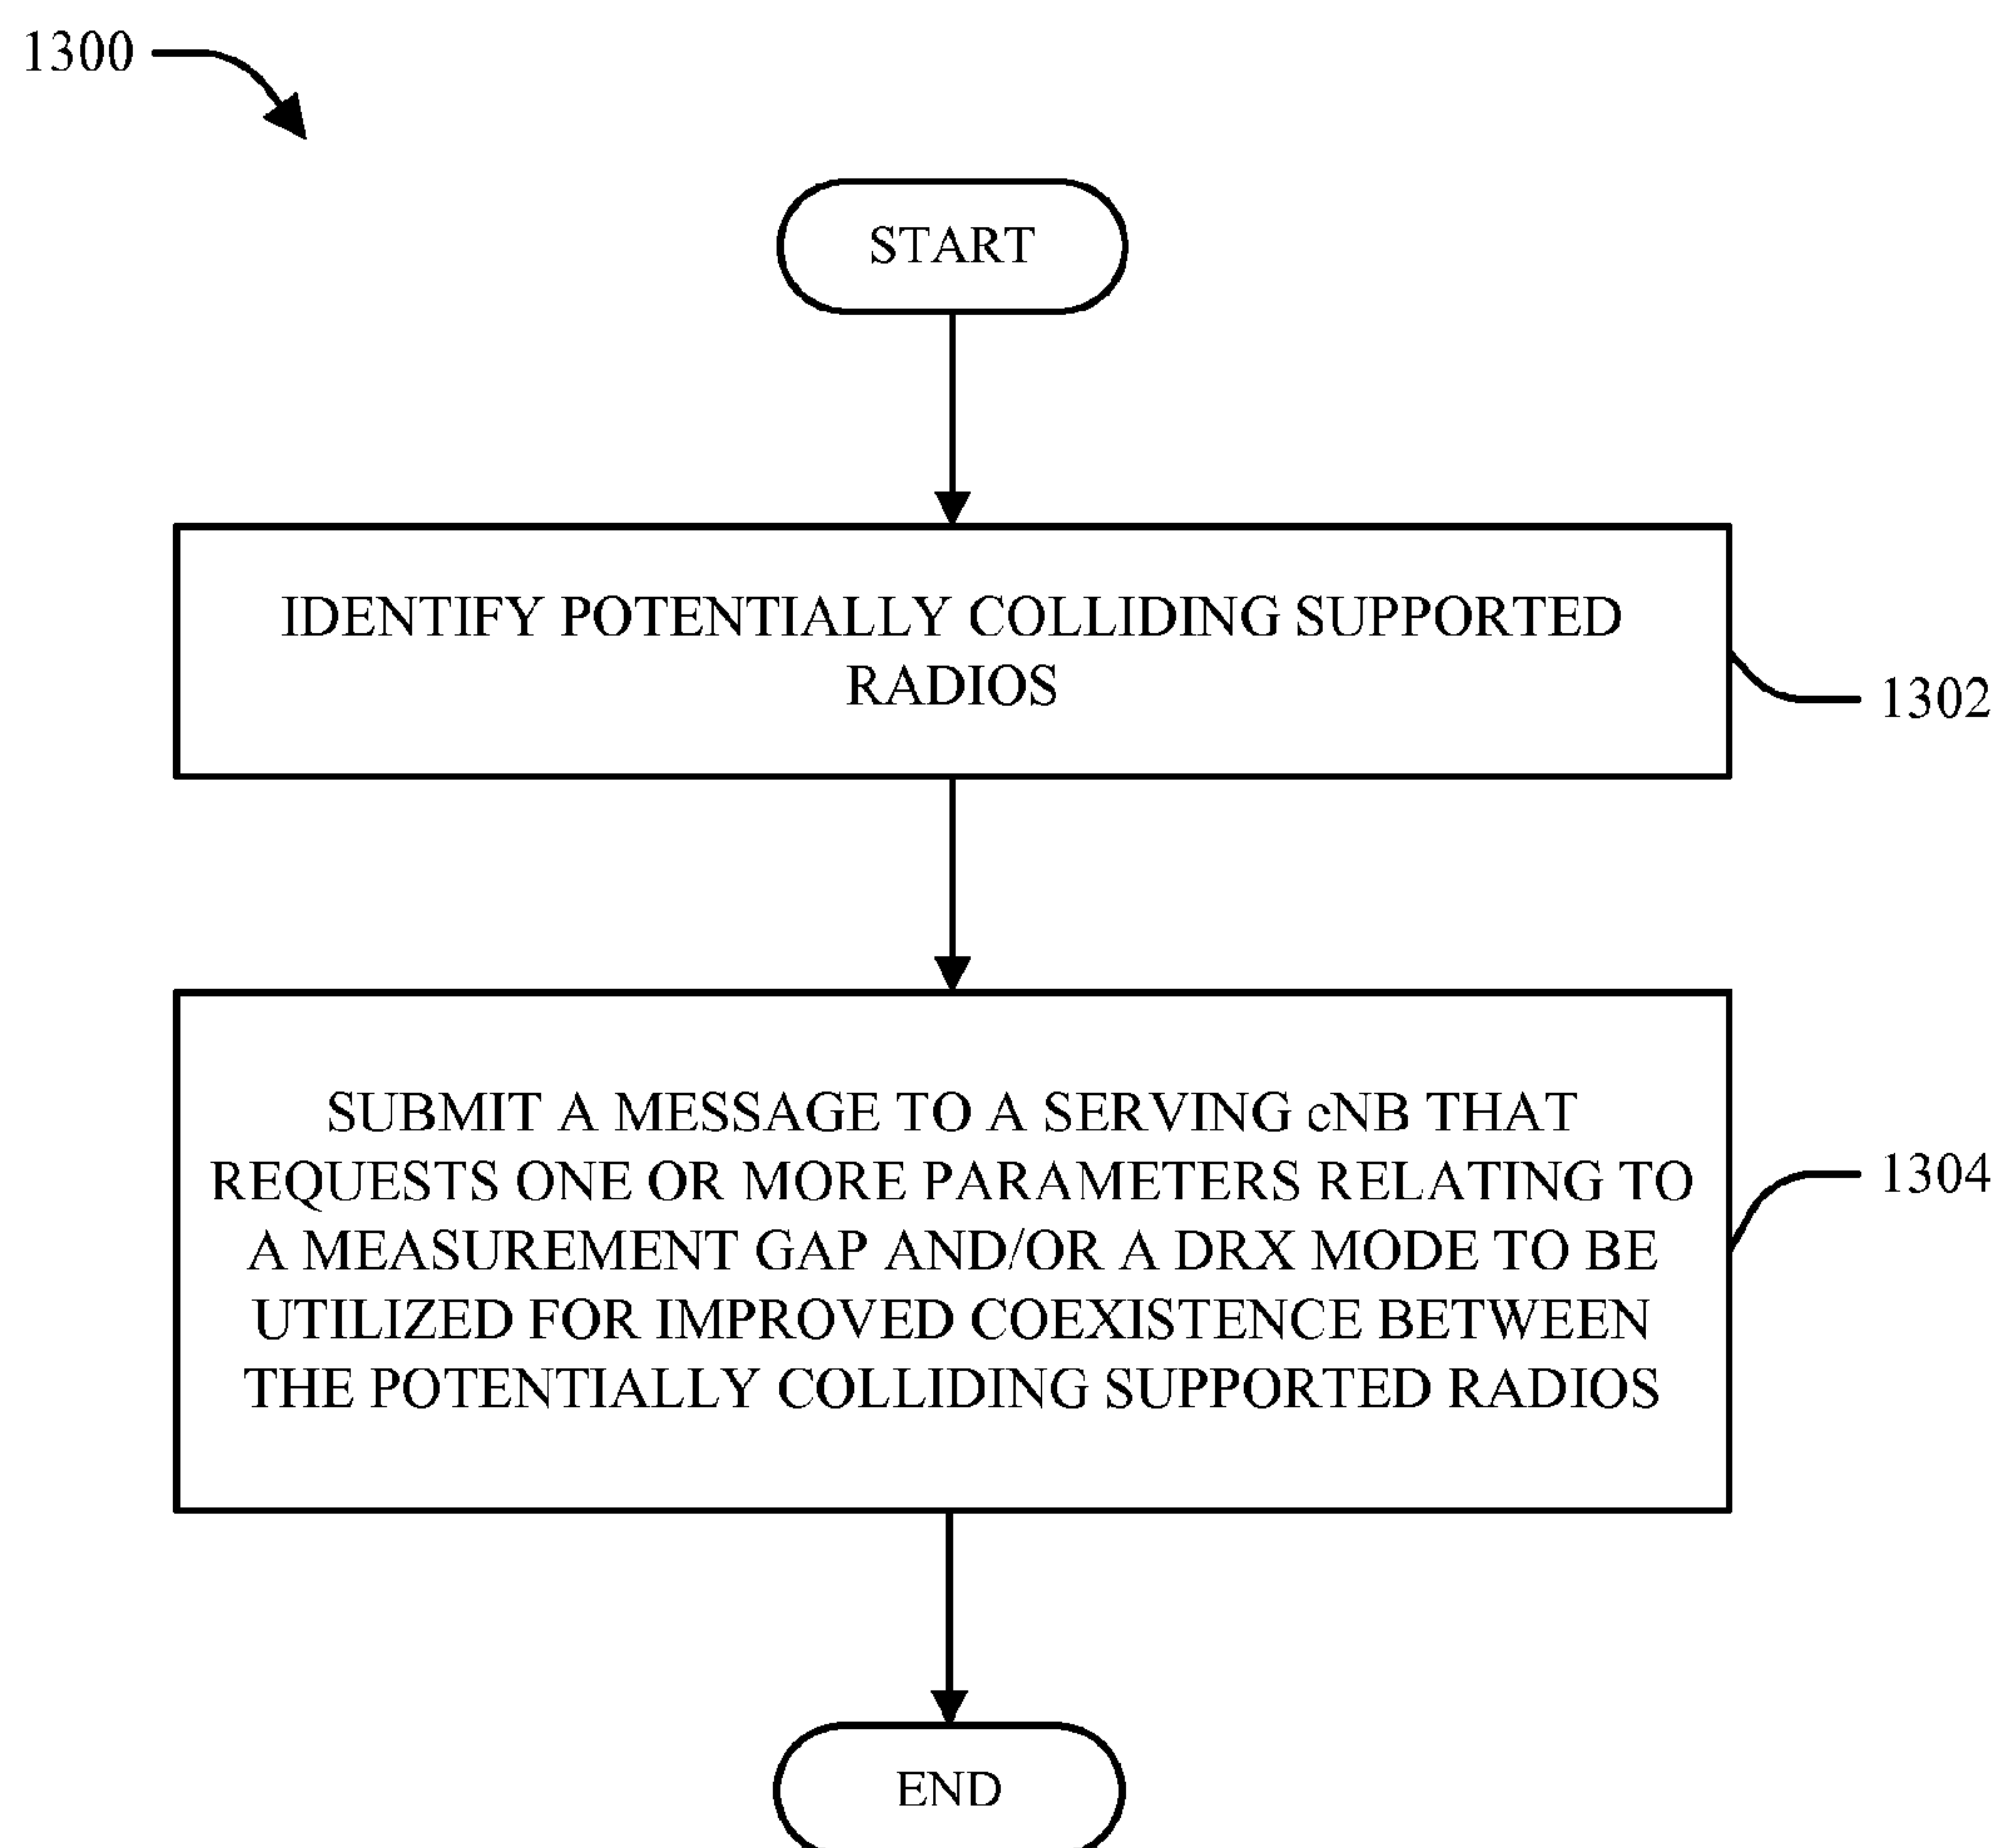 1300
START
IDENTIFY POTENTIALLY COLLIDING SUPPORTED
RADIOS
1302
SUBMIT A MESSAGE TO A SERVING eNB THAT
REQUESTS ONE OR MORE PARAMETERS RELATING TO
A MEASUREMENT GAP AND/OR A DRX MODE TO BE
UTILIZED FOR IMPROVED COEXISTENCE BETWEEN
THE POTENTIALLY COLLIDING SUPPORTED RADIOS
1304
END